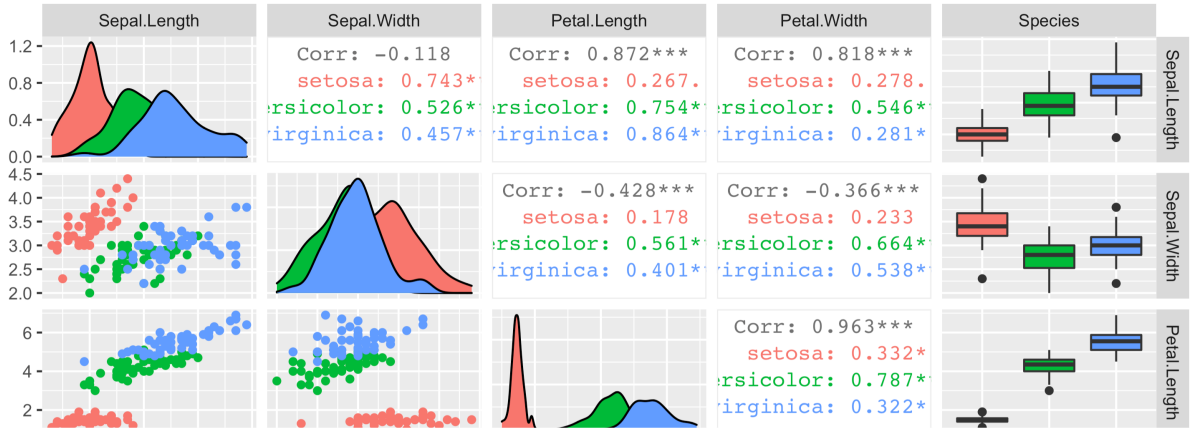 Sepal.Length Sepal.Width Petal.Length Petal.Width Species
1.2
0.8
0.4
0.0
Corr: -0.118
setosa: 0.743*
ersicolor: 0.526*
irginica: 0.457*
Corr: 0.872***
setosa: 0.267.
ersicolor: 0.754*
irginica: 0.864*
Corr: 0.818***
setosa: 0.278.
ersicolor: 0.546*
irginica: 0.281*
Sepal.Length
4.5
4.0
3.5
3.0
2.5
2.0
Corr: -0.428***
setosa: 0.178
ersicolor: 0.561*
irginica: 0.401*
Corr: -0.366***
setosa: 0.233
ersicolor: 0.664*
irginica: 0.538*
Sepal.Width
6
4
2
Corr: 0.963***
setosa: 0.332*
ersicolor: 0.787*
irginica: 0.322*
Petal.Length